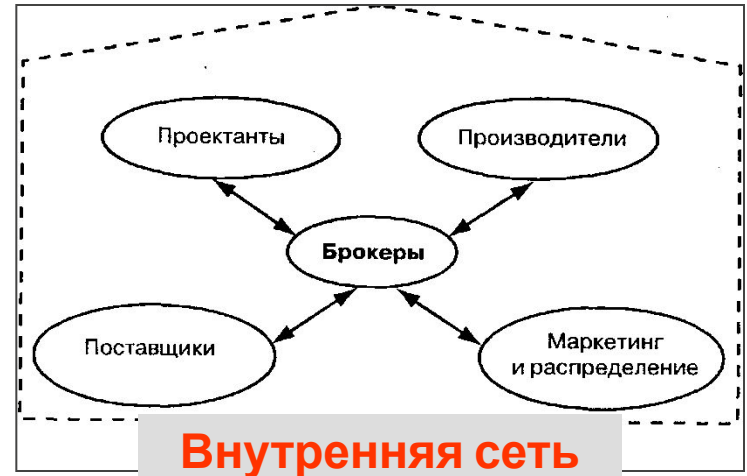 Проектанты
Производители
Брокеры
Поставщики
Маркетинг
и распределение
Внутренняя сеть